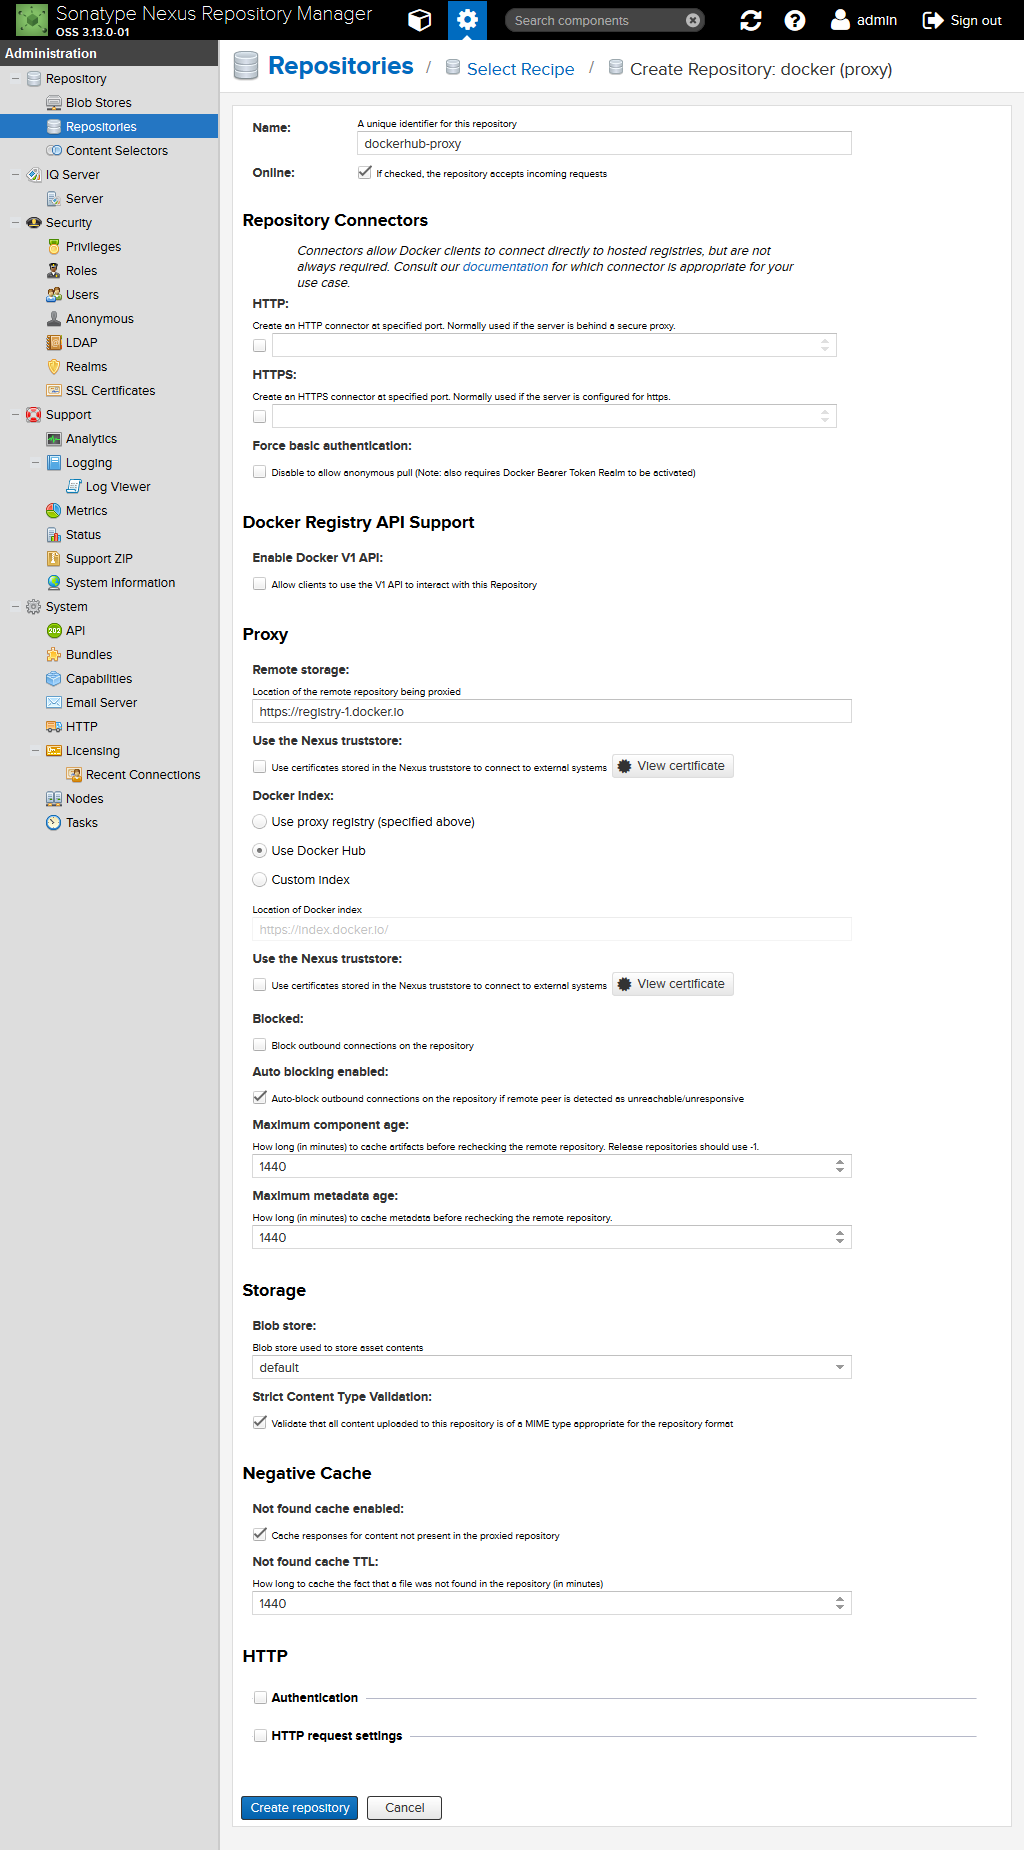 Sonatype Nexus Repository Manager
OSS 3.13.0-01
Search components
admin
Sign out
Administration
Repository
Blob Stores
Repositories
Content Selectors
IQ Server
Server
Security
Privileges
Roles
Users
Anonymous
LDAP
Realms
SSL Certificates
Support
Analytics
Logging
Log Viewer
Metrics
Status
Support ZIP
System Information
System
API
Bundles
Capabilities
Email Server
HTTP
Licensing
Recent Connections
Nodes
Tasks
Repositories / Select Recipe / Create Repository: docker (proxy)
Name:
A unique identifier for this repository
dockerhub-proxy
Online:
If checked, the repository accepts incoming requests
Repository Connectors
Connectors allow Docker clients to connect directly to hosted registries, but are not
always required. Consult our documentation for which connector is appropriate for your
use case.
HTTP:
Create an HTTP connector at specified port. Normally used if the server is behind a secure proxy.
HTTPS:
Create an HTTPS connector at specified port. Normally used if the server is configured for https.
Force basic authentication:
Disable to allow anonymous pull (Note: also requires Docker Bearer Token Realm to be activated)
Docker Registry API Support
Enable Docker V1 API:
Allow clients to use the V1 API to interact with this Repository
Proxy
Remote storage:
Location of the remote repository being proxied
https://registry-1.docker.io
Use the Nexus truststore:
Use certificates stored in the Nexus truststore to connect to external systems
View certificate
Docker Index:
Use proxy registry (specified above)
Use Docker Hub
Custom index
Location of Docker index
https://index.docker.io/
Use the Nexus truststore:
Use certificates stored in the Nexus truststore to connect to external systems
View certificate
Blocked:
Block outbound connections on the repository
Auto blocking enabled:
Auto-block outbound connections on the repository if remote peer is detected as unreachable/unresponsive
Maximum component age:
How long (in minutes) to cache artifacts before rechecking the remote repository. Release repositories should use -1.
1440
Maximum metadata age:
How long (in minutes) to cache metadata before rechecking the remote repository.
1440
Storage
Blob store:
Blob store used to store asset contents
default
Strict Content Type Validation:
Validate that all content uploaded to this repository is of a MIME type appropriate for the repository format
Negative Cache
Not found cache enabled:
Cache responses for content not present in the proxied repository
Not found cache TTL:
How long to cache the fact that a file was not found in the repository (in minutes)
1440
HTTP
Authentication
HTTP request settings
Create repository
Cancel